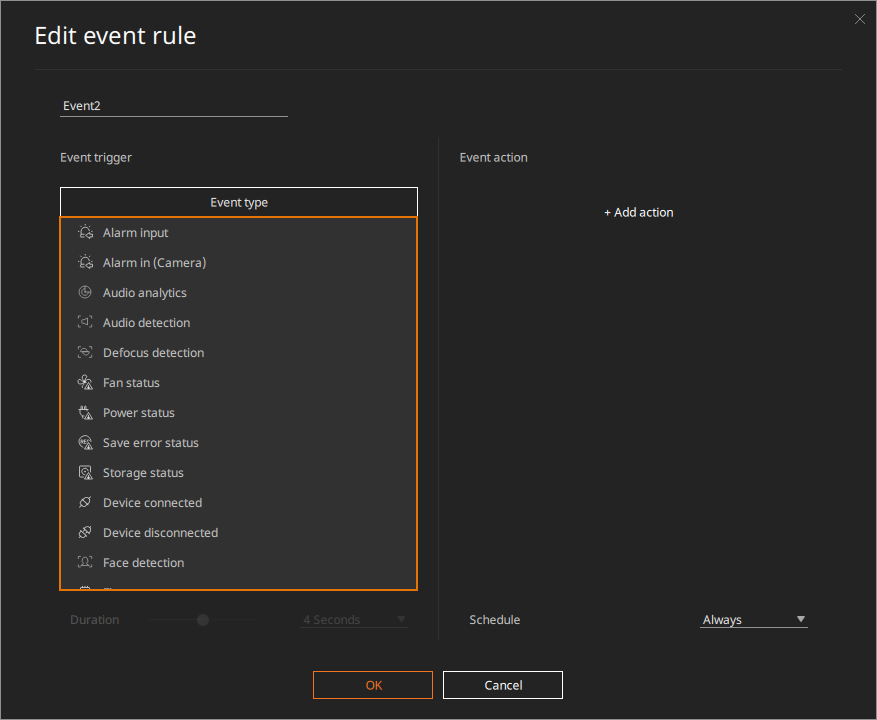 Edit event rule
Event2
Event trigger
Event type
Alarm input
Alarm in (Camera)
Audio analytics
Audio detection
Defocus detection
Fan status
Power status
Save error status
Storage status
Device connected
Device disconnected
Face detection
Duration
4 Seconds
Event action
+ Add action
Schedule
Always
OK
Cancel